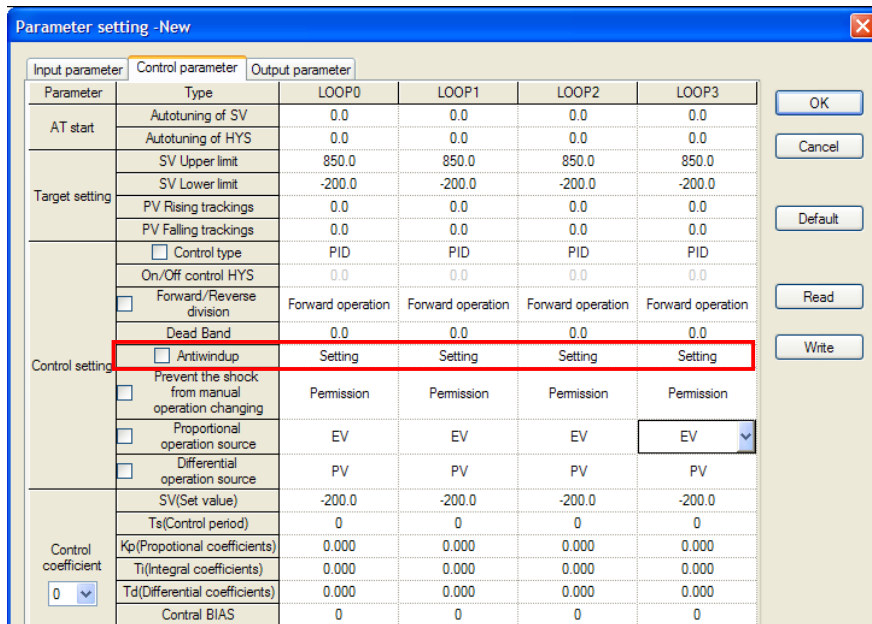 Parameter setting -New
Input parameter Control parameter Output parameter
Parameter Type LOOP0 LOOP1 LOOP2 LOOP3
AT start
Autotuning of SV 0.0 0.0 0.0 0.0
Autotuning of HYS 0.0 0.0 0.0 0.0
Target setting
SV Upper limit 850.0 850.0 850.0 850.0
SV Lower limit -200.0 -200.0 -200.0 -200.0
PV Rising trackings 0.0 0.0 0.0 0.0
PV Falling trackings 0.0 0.0 0.0 0.0
Control setting
Control type PID PID PID PID
On/Off control HYS 0.0 0.0 0.0 0.0
Forward/Reverse
division
Forward operation Forward operation Forward operation Forward operation
Dead Band 0.0 0.0 0.0 0.0
Antiwindup Setting Setting Setting Setting
Prevent the shock
from manual
operation changing
Permission Permission Permission Permission
Proportional
operation source
EV EV EV EV
Differential
operation source
PV PV PV PV
Control
coefficient
0
SV(Set value) -200.0 -200.0 -200.0 -200.0
Ts(Control period) 0 0 0 0
Kp(Propotional coefficients) 0.000 0.000 0.000 0.000
Ti(Integral coefficients) 0.000 0.000 0.000 0.000
Td(Differential coefficients) 0.000 0.000 0.000 0.000
Contral BIAS 0 0 0 0
OK
Cancel
Default
Read
Write